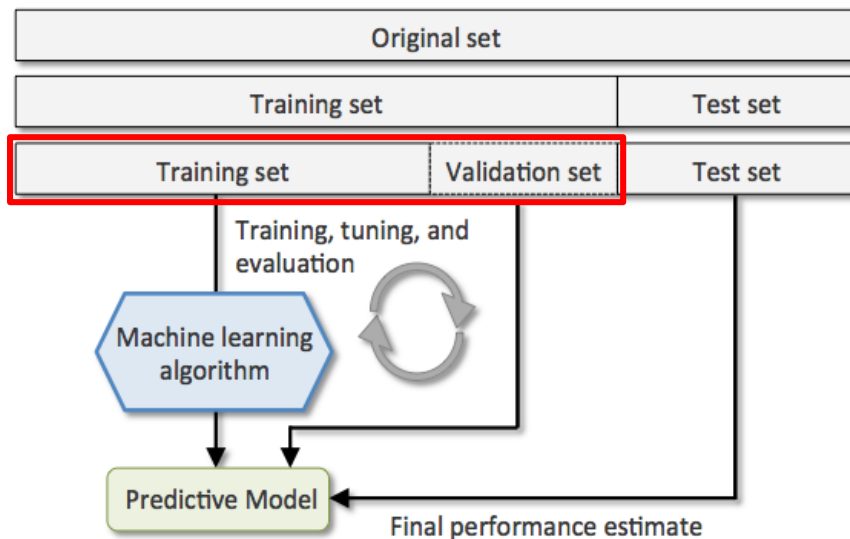 Original set
Training set
Test set
Training set
Validation set
Test set
Training, tuning, and
evaluation
Machine learning
algorithm
Predictive Model
Final performance estimate